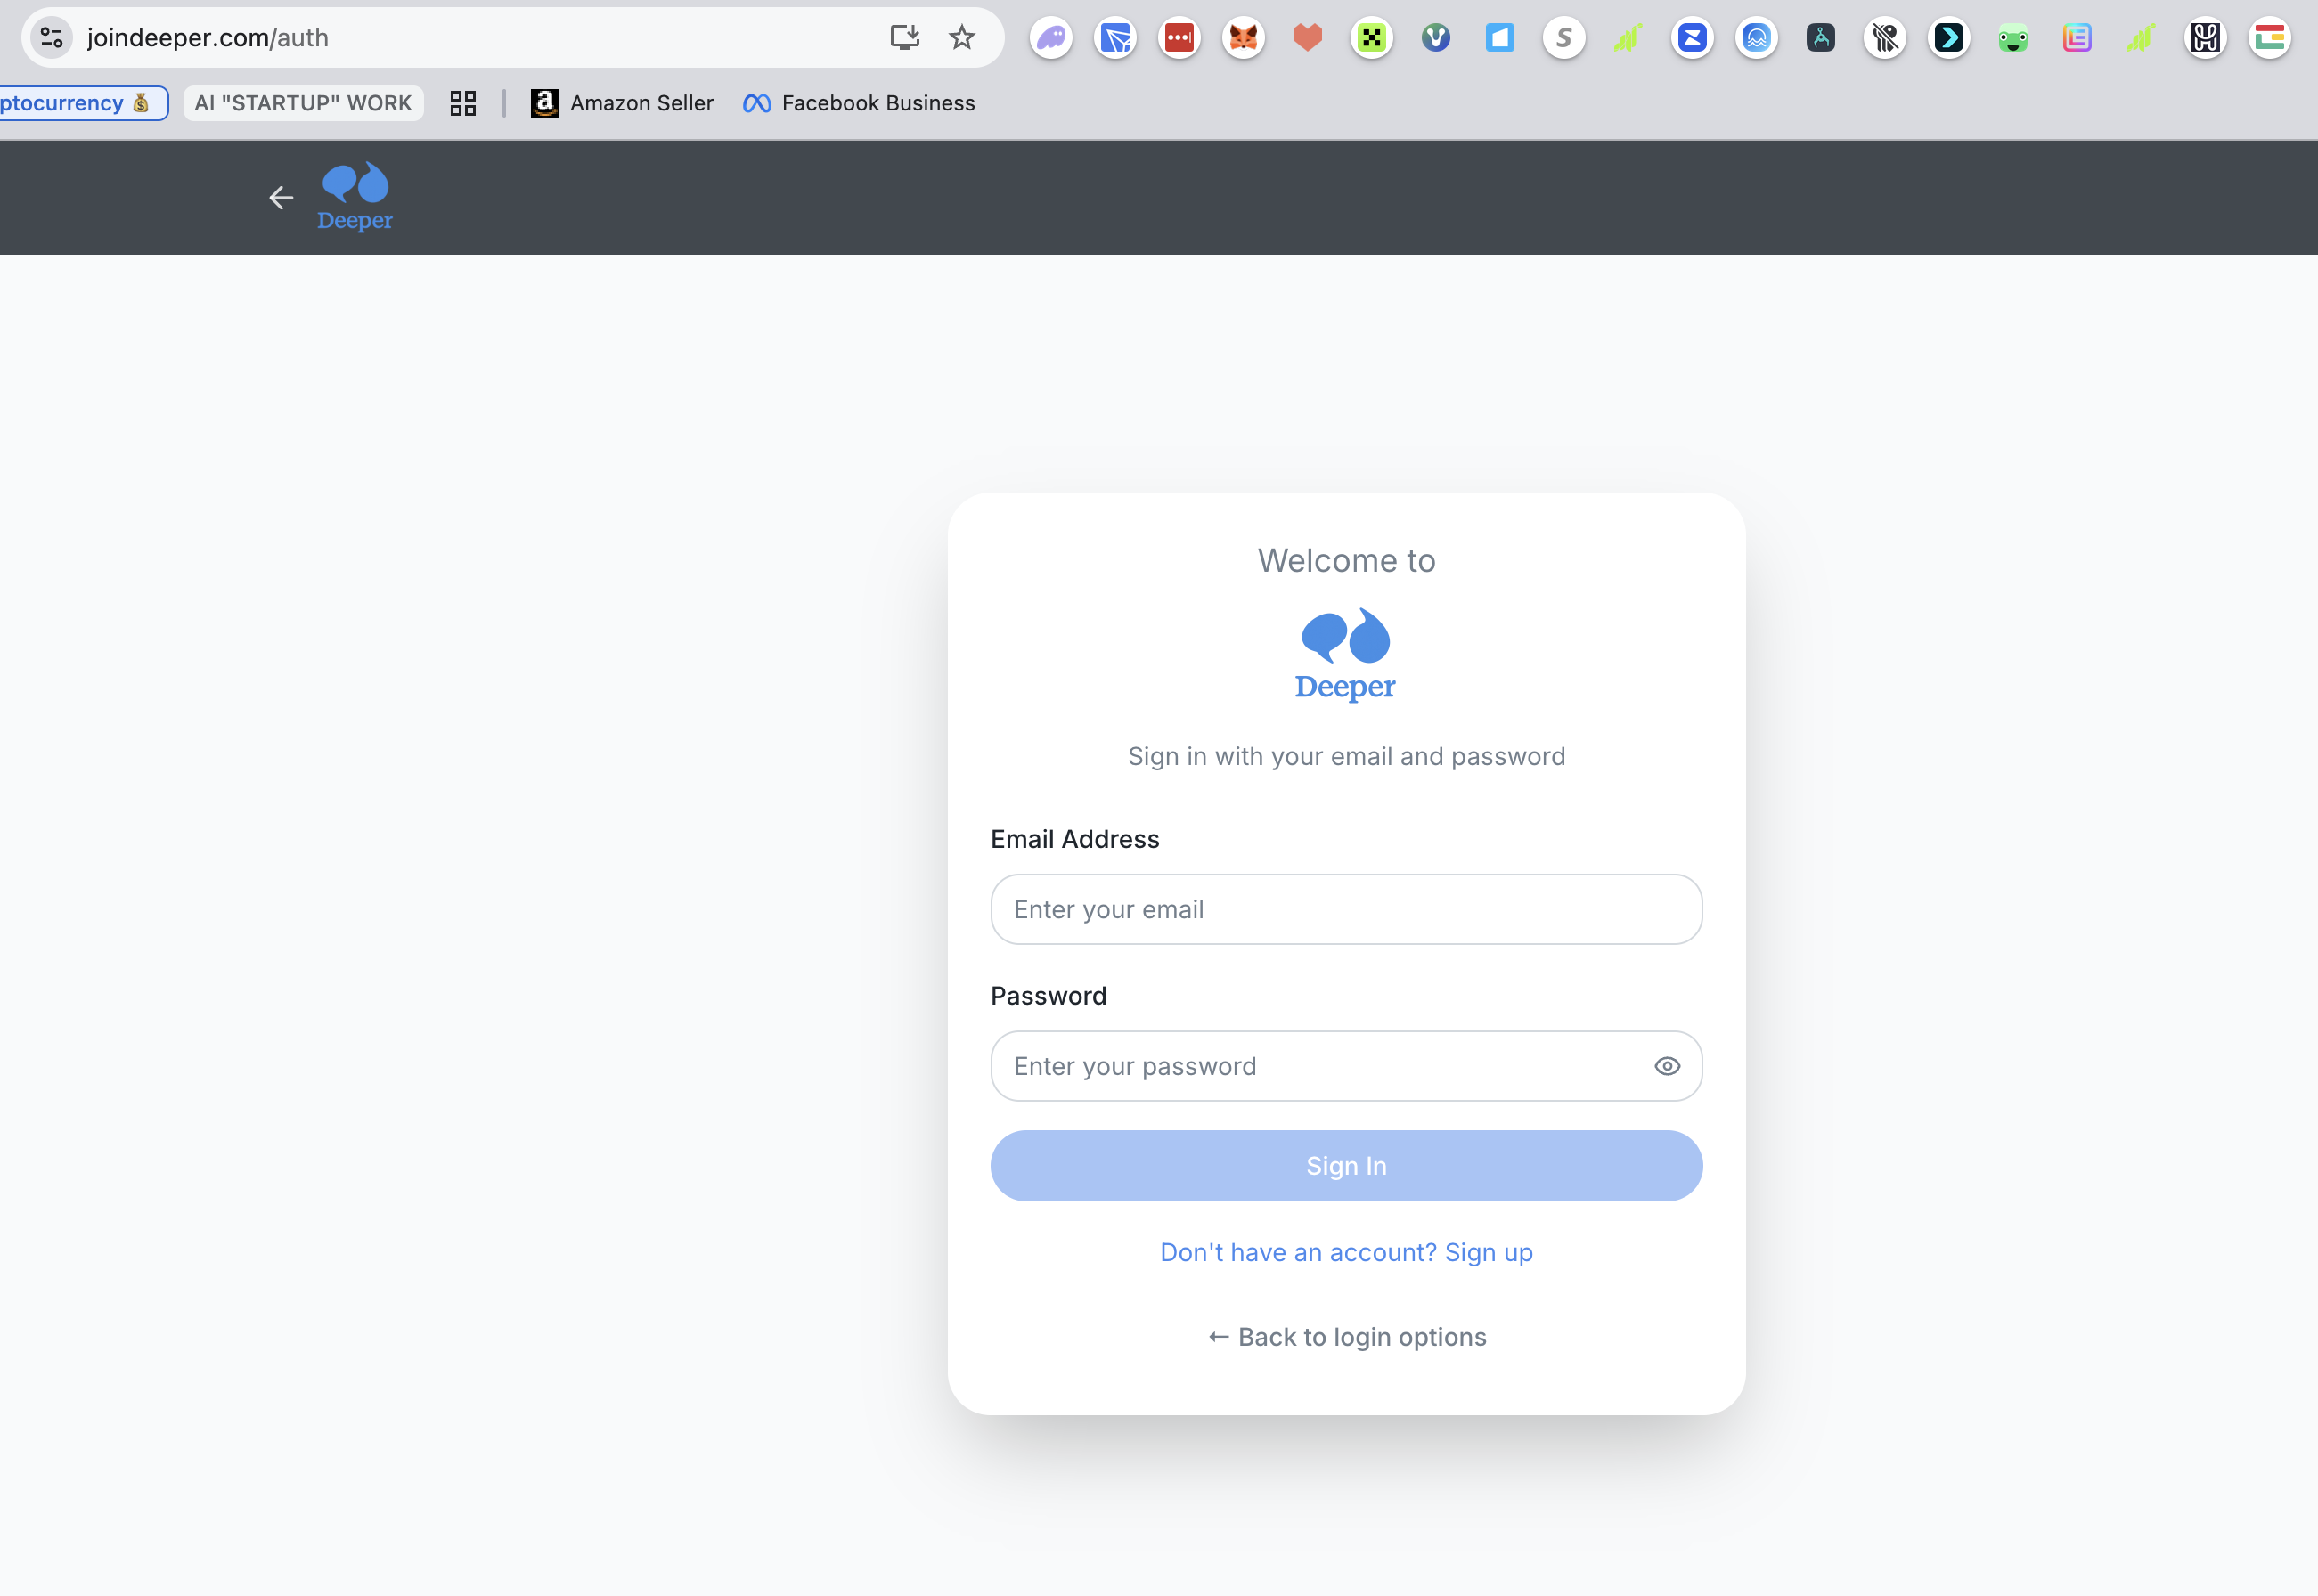 joindeeper.com/auth
ptocurrency 💰
AI "STARTUP" WORK
Amazon Seller
Facebook Business
Deeper
Welcome to
Deeper
Sign in with your email and password
Email Address
Enter your email
Password
Enter your password
Sign In
Don't have an account? Sign up
← Back to login options